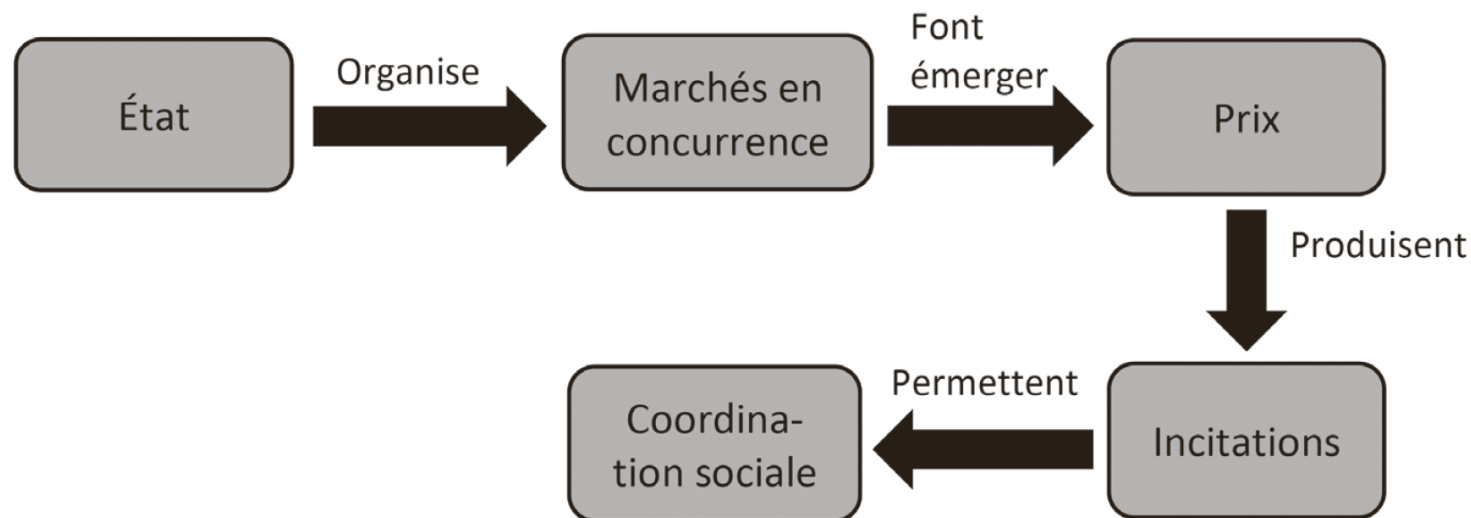 État
Organise
Marchés en
concurrence
Font
émerger
Prix
Produisent
Incitations
Permettent
Coordina-
tion sociale